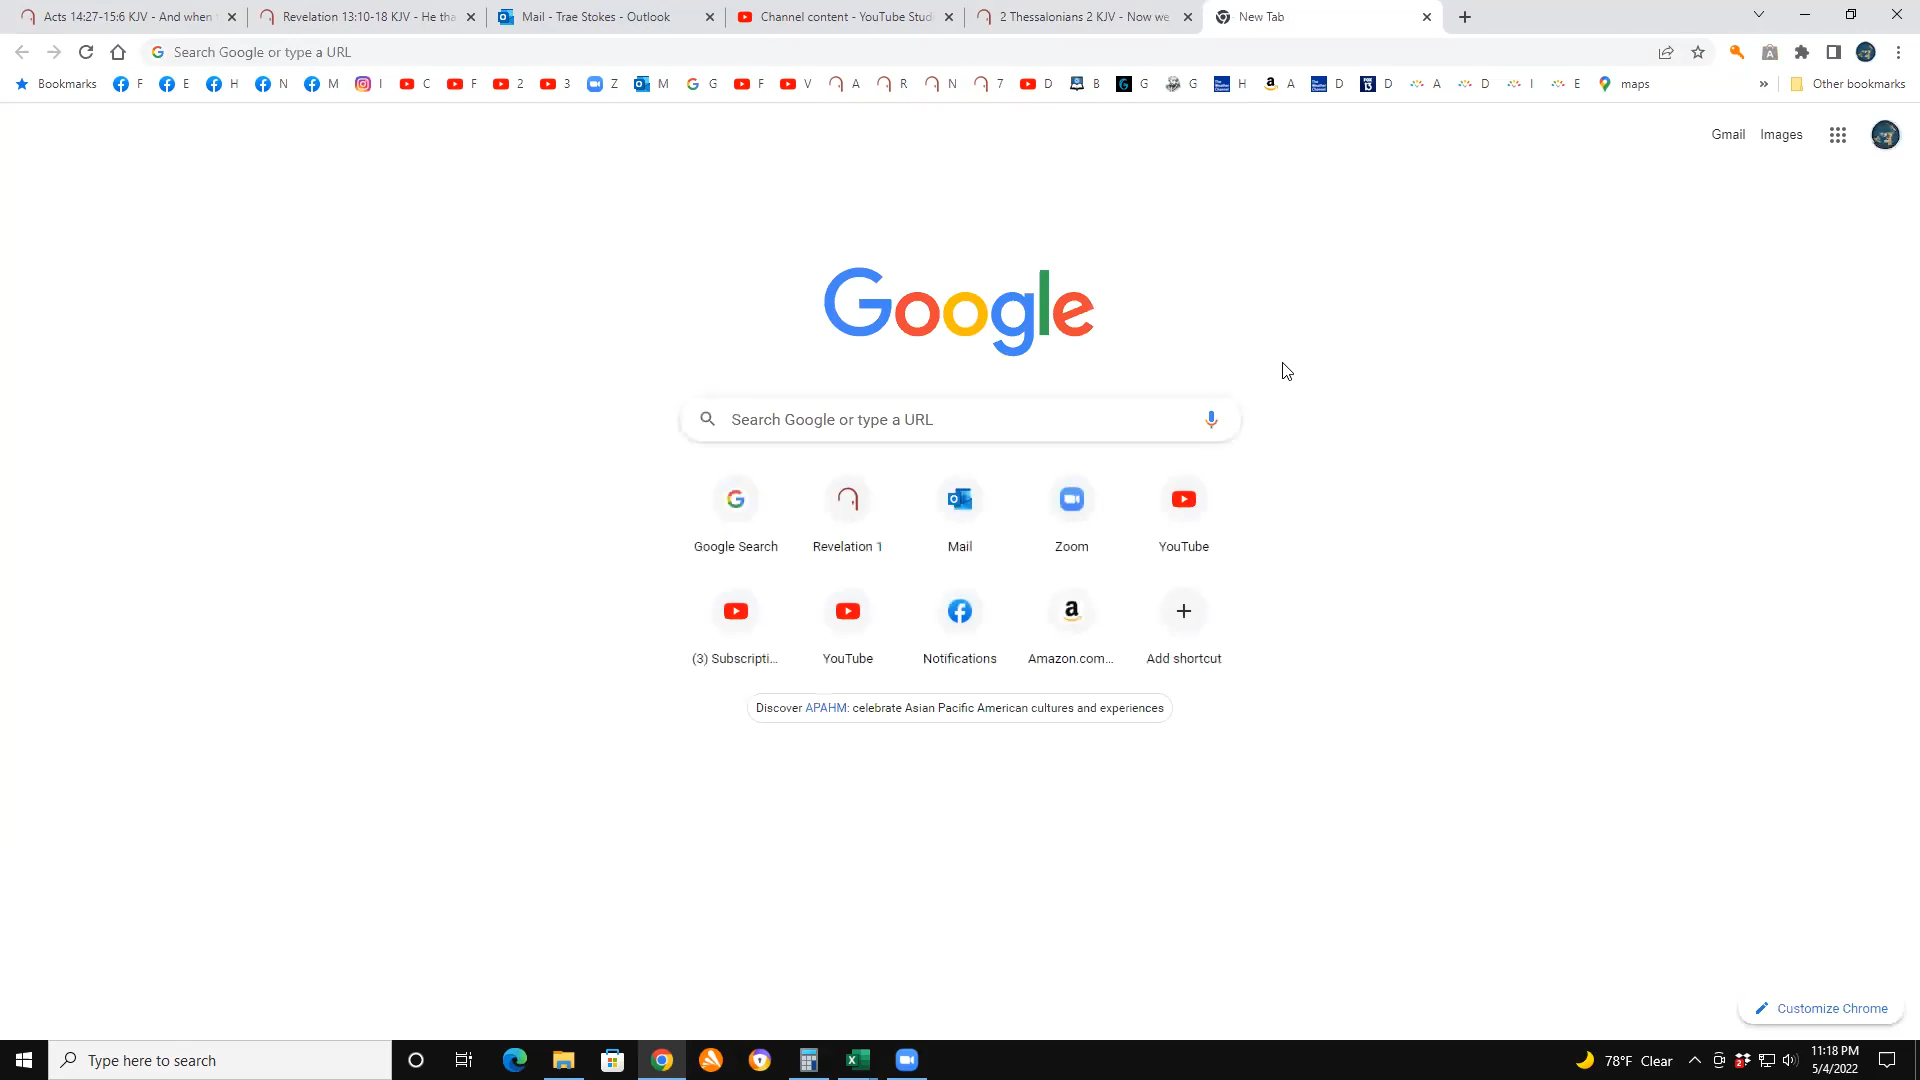 Acts 14:27-15:6 KJV - And when
Revelation 13:10-18 KJV - He tha
Mail - Trae Stokes - Outlook
Channel content - YouTube Stud
2 Thessalonians 2 KJV - Now we
New Tab
Search Google or type a URL
Bookmarks F E H N M I C F 2 3 Z M G F V A R N 7 D B G G H A D D A D I E maps » Other bookmarks
Gmail Images
Google
Search Google or type a URL
Google Search Revelation 1 Mail Zoom YouTube
(3) Subscripti... YouTube Notifications Amazon.com... Add shortcut
Discover APAHM: celebrate Asian Pacific American cultures and experiences
Customize Chrome
Type here to search
78°F Clear
11:18 PM
5/4/2022